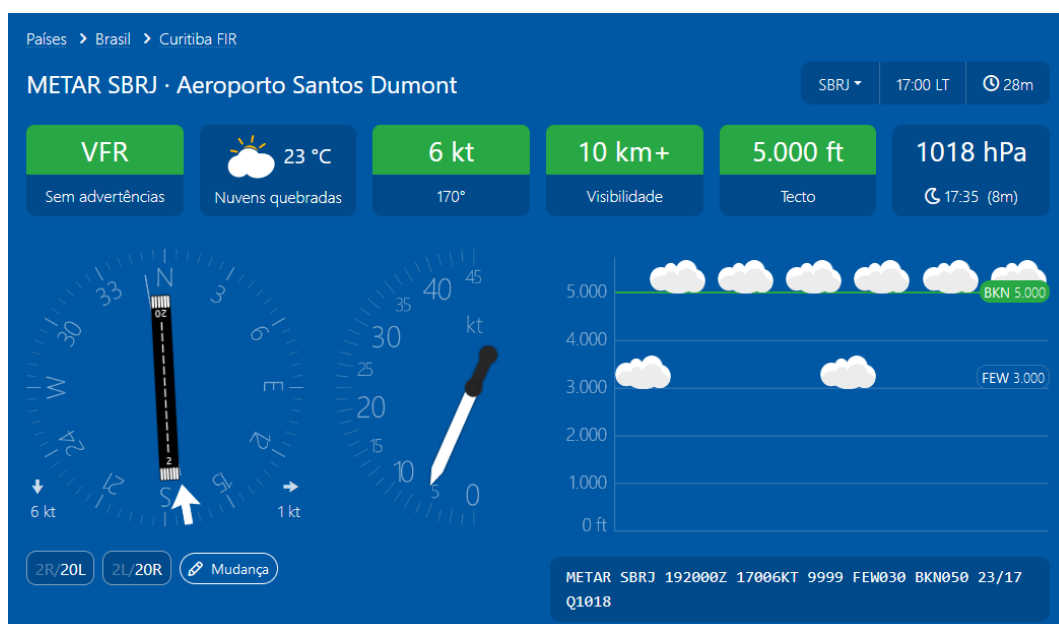 Países > Brasil > Curitiba FIR
METAR SBRJ · Aeroporto Santos Dumont
SBRJ 17:00 LT 28m
VFR
Sem advertências
23 °C
Nuvens quebradas
6 kt
170°
10 km+
Visibilidade
5.000 ft
Tecto
1018 hPa
17:35 (8m)
N
3
6
E
12
15
S
21
24
W
30
33
20
2
6 kt
1 kt
45
40
35
kt
30
25
20
15
10
5
0
5.000
BKN 5.000
4.000
3.000
FEW 3.000
2.000
1.000
0 ft
2R/20L 2L/20R Mudança
METAR SBRJ 192000Z 17006KT 9999 FEW030 BKN050 23/17
Q1018